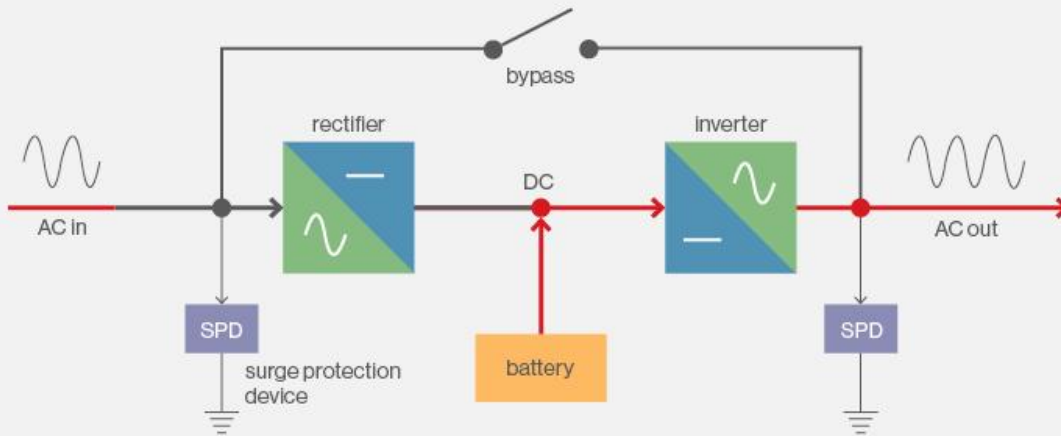 bypass
rectifier
inverter
DC
AC in
AC out
SPD
SPD
surge protection
device
battery